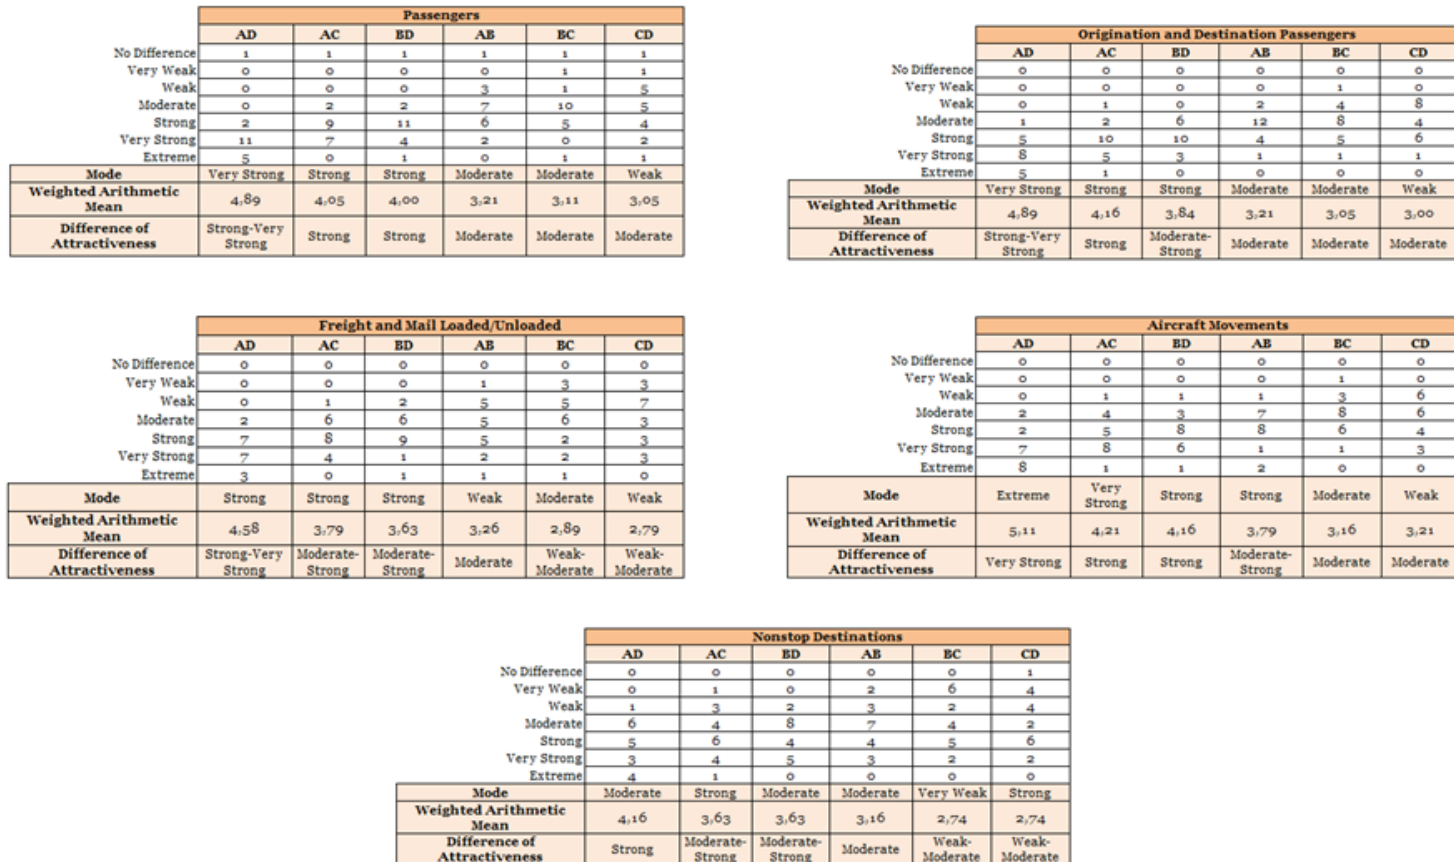 Passengers
AD AC BD AB BC CD
No Difference 1 1 1 1 1 1
Very Weak 0 0 0 0 1 1
Weak 0 0 0 3 1 5
Moderate 0 2 2 7 10 5
Strong 2 9 11 6 5 4
Very Strong 11 7 4 2 0 2
Extreme 5 0 1 0 1 1
Mode Very Strong Strong Strong Moderate Moderate Weak
Weighted Arithmetic
Mean 4,89 4,05 4,00 3,21 3,11 3,05
Difference of
Attractiveness Strong-Very
Strong Strong Strong Moderate Moderate Moderate
Origination and Destination Passengers
AD AC BD AB BC CD
No Difference 0 0 0 0 0 0
Very Weak 0 0 0 0 1 0
Weak 0 1 0 2 4 8
Moderate 1 2 6 12 8 4
Strong 5 10 10 4 5 6
Very Strong 8 5 3 1 1 1
Extreme 5 1 0 0 0 0
Mode Very Strong Strong Strong Moderate Moderate Weak
Weighted Arithmetic
Mean 4,89 4,16 3,84 3,21 3,05 3,00
Difference of
Attractiveness Strong-Very
Strong Strong Moderate-
Strong Moderate Moderate Moderate
Freight and Mail Loaded/Unloaded
AD AC BD AB BC CD
No Difference 0 0 0 0 0 0
Very Weak 0 0 0 1 3 3
Weak 0 1 2 5 5 7
Moderate 2 6 6 5 6 3
Strong 7 8 9 5 2 3
Very Strong 7 4 1 2 2 3
Extreme 3 0 1 1 1 0
Mode Strong Strong Strong Weak Moderate Weak
Weighted Arithmetic
Mean 4,58 3,79 3,63 3,26 2,89 2,79
Difference of
Attractiveness Strong-Very
Strong Moderate-
Strong Moderate-
Strong Moderate Weak-
Moderate Weak-
Moderate
Aircraft Movements
AD AC BD AB BC CD
No Difference 0 0 0 0 0 0
Very Weak 0 0 0 0 1 0
Weak 0 1 1 1 3 6
Moderate 2 4 3 7 8 6
Strong 2 5 8 8 6 4
Very Strong 7 8 6 1 1 3
Extreme 8 1 1 2 0 0
Mode Extreme Very
Strong Strong Strong Moderate Weak
Weighted Arithmetic
Mean 5,11 4,21 4,16 3,79 3,16 3,21
Difference of
Attractiveness Very Strong Strong Strong Moderate-
Strong Moderate Moderate
Nonstop Destinations
AD AC BD AB BC CD
No Difference 0 0 0 0 0 1
Very Weak 0 1 0 2 6 4
Weak 1 3 2 3 2 4
Moderate 6 4 8 7 4 2
Strong 5 6 4 4 5 6
Very Strong 3 4 5 3 2 2
Extreme 4 1 0 0 0 0
Mode Moderate Strong Moderate Moderate Very Weak Strong
Weighted Arithmetic
Mean 4,16 3,63 3,63 3,16 2,74 2,74
Difference of
Attractiveness Strong Moderate-
Strong Moderate-
Strong Moderate Weak-
Moderate Weak-
Moderate